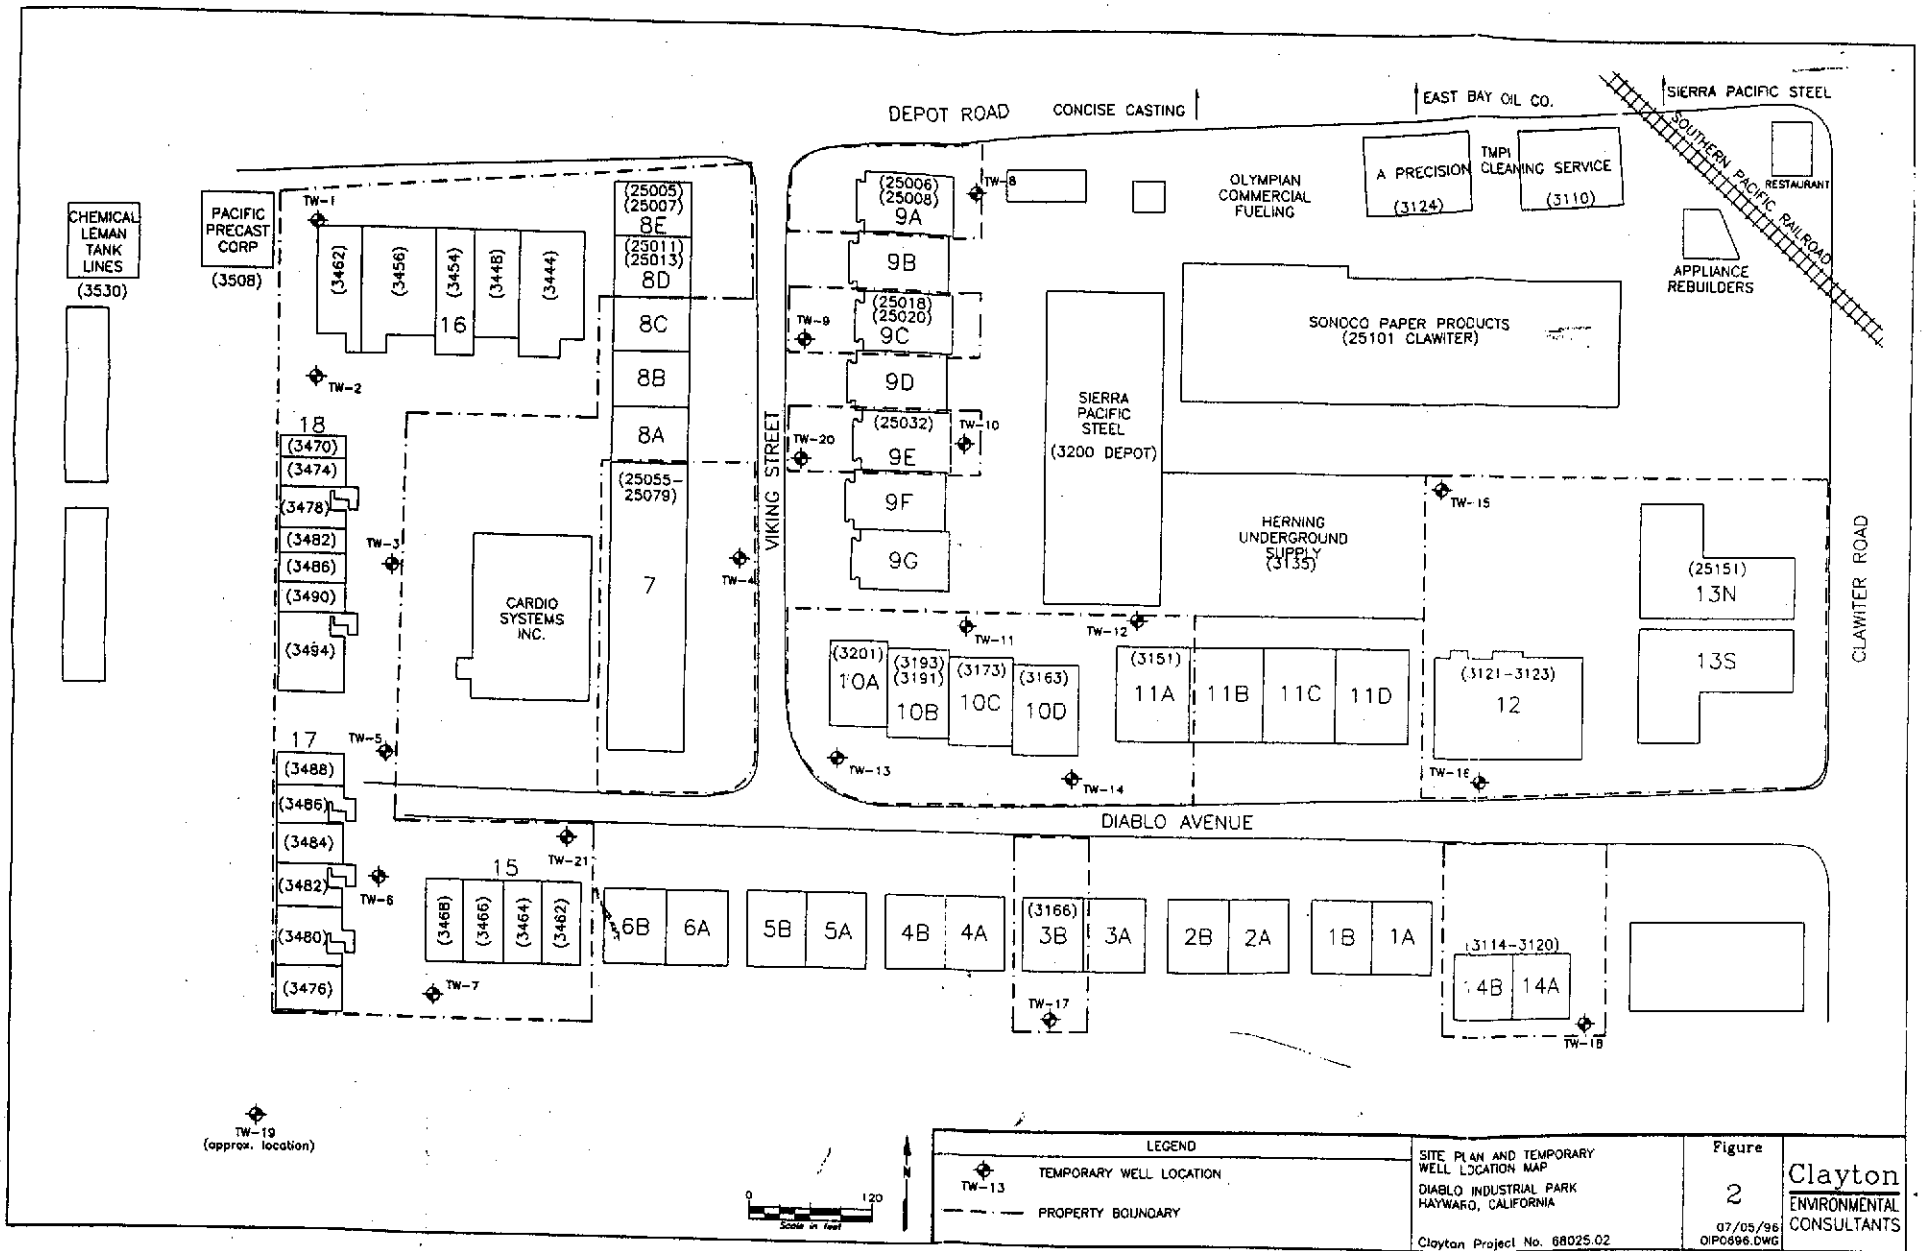 DEPOT ROAD
CONCISE CASTING
EAST BAY OIL CO.
SIERRA PACIFIC STEEL
SOUTHERN PACIFIC RAILROAD
RESTAURANT
APPLIANCE
REBUILDERS
TMPI
CLEANING SERVICE
(3110)
A PRECISION
(3124)
OLYMPIAN
COMMERCIAL
FUELING
SONOCO PAPER PRODUCTS
(25101 CLAWITER)
CHEMICAL
LEMAN
TANK
LINES
(3530)
PACIFIC
PRECAST
CORP
(3508)
TW-1
(3462)
(3456)
(3454)
(3448)
(3444)
16
TW-2
(25005)
(25007)
8E
(25011)
(25013)
8D
8C
8B
8A
(25055-
25079)
7
VIKING STREET
(25006)
(25008)
9A
TW-8
9B
(25018)
(25020)
9C
TW-9
9D
(25032)
9E
TW-10
TW-20
9F
9G
SIERRA
PACIFIC
STEEL
(3200 DEPOT)
HERNING
UNDERGROUND
SUPPLY
(3135)
TW-15
(25151)
13N
13S
CLAWITER ROAD
18
(3470)
(3474)
(3478)
(3482)
(3486)
(3490)
(3494)
TW-3
CARDIO
SYSTEMS
INC.
TW-4
TW-11
TW-12
(3201)
10A
(3193)
(3191)
10B
(3173)
10C
(3163)
10D
(3151)
11A
11B
11C
11D
(3121-3123)
12
TW-13
TW-14
TW-16
17
(3488)
(3486)
(3484)
(3482)
(3480)
(3476)
TW-5
TW-6
TW-7
TW-21
DIABLO AVENUE
15
(3468)
(3466)
(3464)
(3462)
6B
6A
5B
5A
4B
4A
(3166)
3B
3A
2B
2A
1B
1A
(3114-3120)
14B
14A
TW-17
TW-18
TW-19
(approx. location)
0
120
Scale in feet
N
LEGEND
TW-13
TEMPORARY WELL LOCATION
PROPERTY BOUNDARY
SITE PLAN AND TEMPORARY
WELL LOCATION MAP
DIABLO INDUSTRIAL PARK
HAYWARD, CALIFORNIA
Clayton Project No. 68025.02
Figure
2
07/05/96
DIP0696.DWG
Clayton
ENVIRONMENTAL
CONSULTANTS